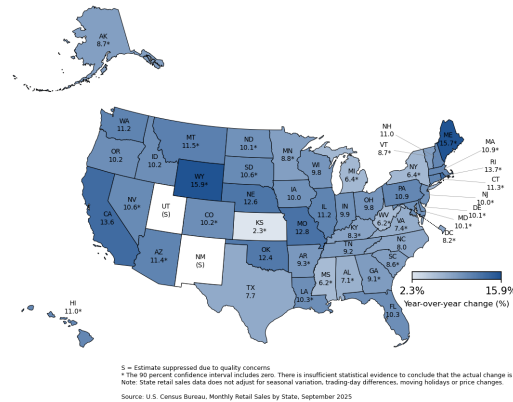 AK
8.7*
WA
11.2
OR
10.2
CA
13.6
NV
10.6*
ID
10.2
MT
11.5*
WY
15.9*
UT
(S)
CO
10.2*
AZ
11.4*
NM
(S)
ND
10.1*
SD
10.6*
NE
12.6
KS
2.3*
OK
12.4
TX
7.7
MN
8.8*
IA
10.0
MO
12.8
AR
9.3*
LA
10.3*
WI
9.8
IL
11.2
MI
6.4*
IN
9.9
OH
9.8
KY
8.3*
TN
9.2
MS
6.2*
AL
7.1*
GA
9.1*
FL
10.3
SC
8.6*
NC
8.0
VA
7.4*
WV
6.2*
PA
10.9
NY
6.4*
VT
8.7*
NH
11.0
ME
15.7*
MA
10.9*
RI
13.7*
CT
11.3*
NJ
10.0*
DE
10.1*
MD
10.1*
DC
8.2*
HI
11.0*
2.3% 15.9%
Year-over-year change (%)
S = Estimate suppressed due to quality concerns
* The 90 percent confidence interval includes zero. There is insufficient statistical evidence to conclude that the actual change is
Note: State retail sales data does not adjust for seasonal variation, trading-day differences, moving holidays or price changes.
Source: U.S. Census Bureau, Monthly Retail Sales by State, September 2025